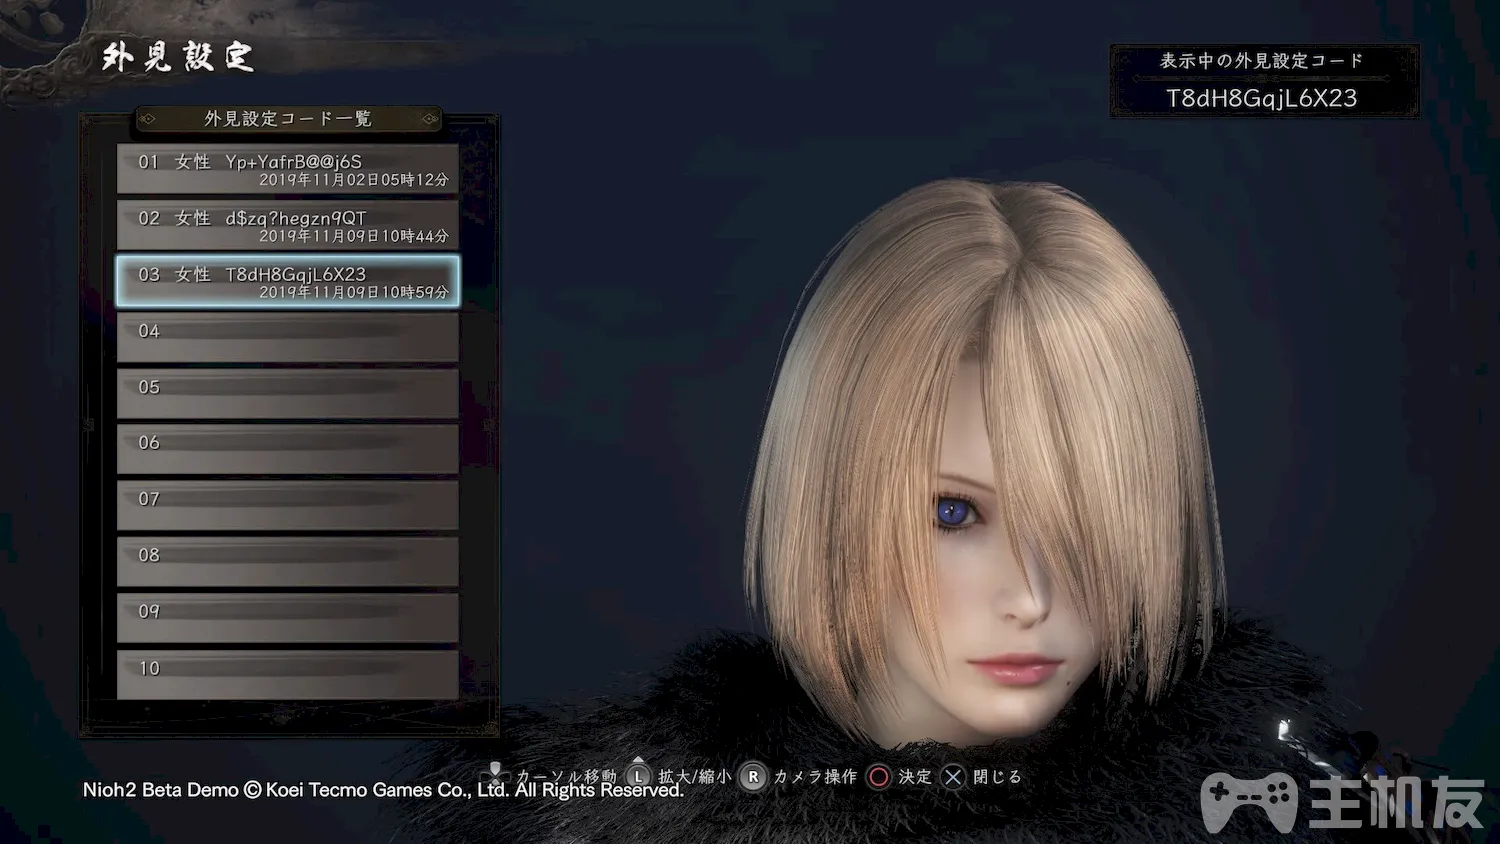 外見設定
表示中の外見設定コード
T8dH8GqjL6X23
外見設定コード一覧
01 女性 Yp+YafrB@@j6S
2019年11月02日05時12分
02 女性 d$zq?hegzn9QT
2019年11月09日10時44分
03 女性 T8dH8GqjL6X23
2019年11月09日10時59分
04
05
06
07
08
09
10
カーソル移動 L 拡大/縮小 R カメラ操作 決定 閉じる
Nioh2 Beta Demo © Koei Tecmo Games Co., Ltd. All Rights Reserved.
主机友